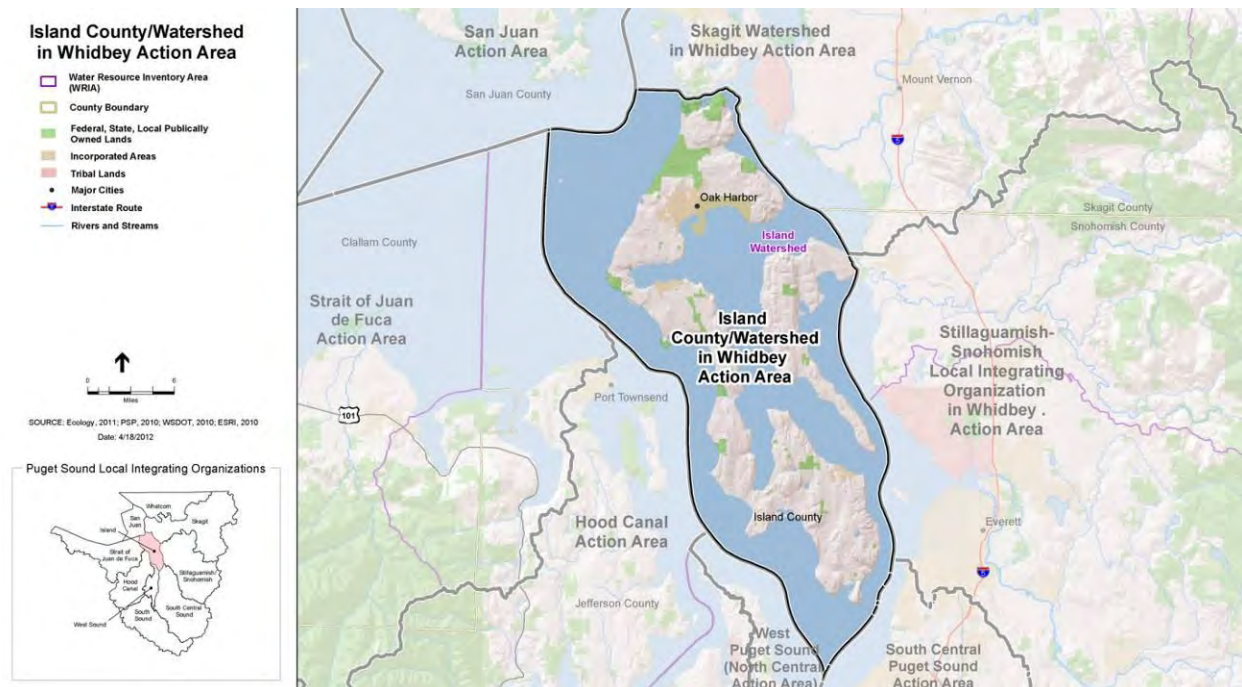 Island County/Watershed
in Whidbey Action Area
Water Resource Inventory Area
(WRIA)
County Boundary
Federal, State, Local Publically
Owned Lands
Incorporated Areas
Tribal Lands
Major Cities
Interstate Route
Rivers and Streams
0 6
Miles
SOURCE: Ecology, 2011; PSP, 2010; WSDOT, 2010; ESRI, 2010
Date: 4/18/2012
Puget Sound Local Integrating Organizations
Whatcom
San
Juan
Island
Skagit
Strait of
Juan de Fuca
Stillaguamish/
Snohomish
Hood
Canal
South
Sound
South Central
Sound
West Sound
San Juan
Action Area
Skagit Watershed
in Whidbey Action Area
San Juan County
Mount Vernon
5
Oak Harbor
Skagit County
Snohomish County
Island
Watershed
Clallam County
Strait of Juan
de Fuca
Action Area
Island
County/Watershed
in Whidbey
Action Area
Stillaguamish-
Snohomish
Local Integrating
Organization
in Whidbey .
Action Area
Port Townsend
101
Hood Canal
Action Area
Island County
Everett
5
Jefferson County
West
Puget Sound
(North Central
Action Area)
South Central
Puget Sound
Action Area